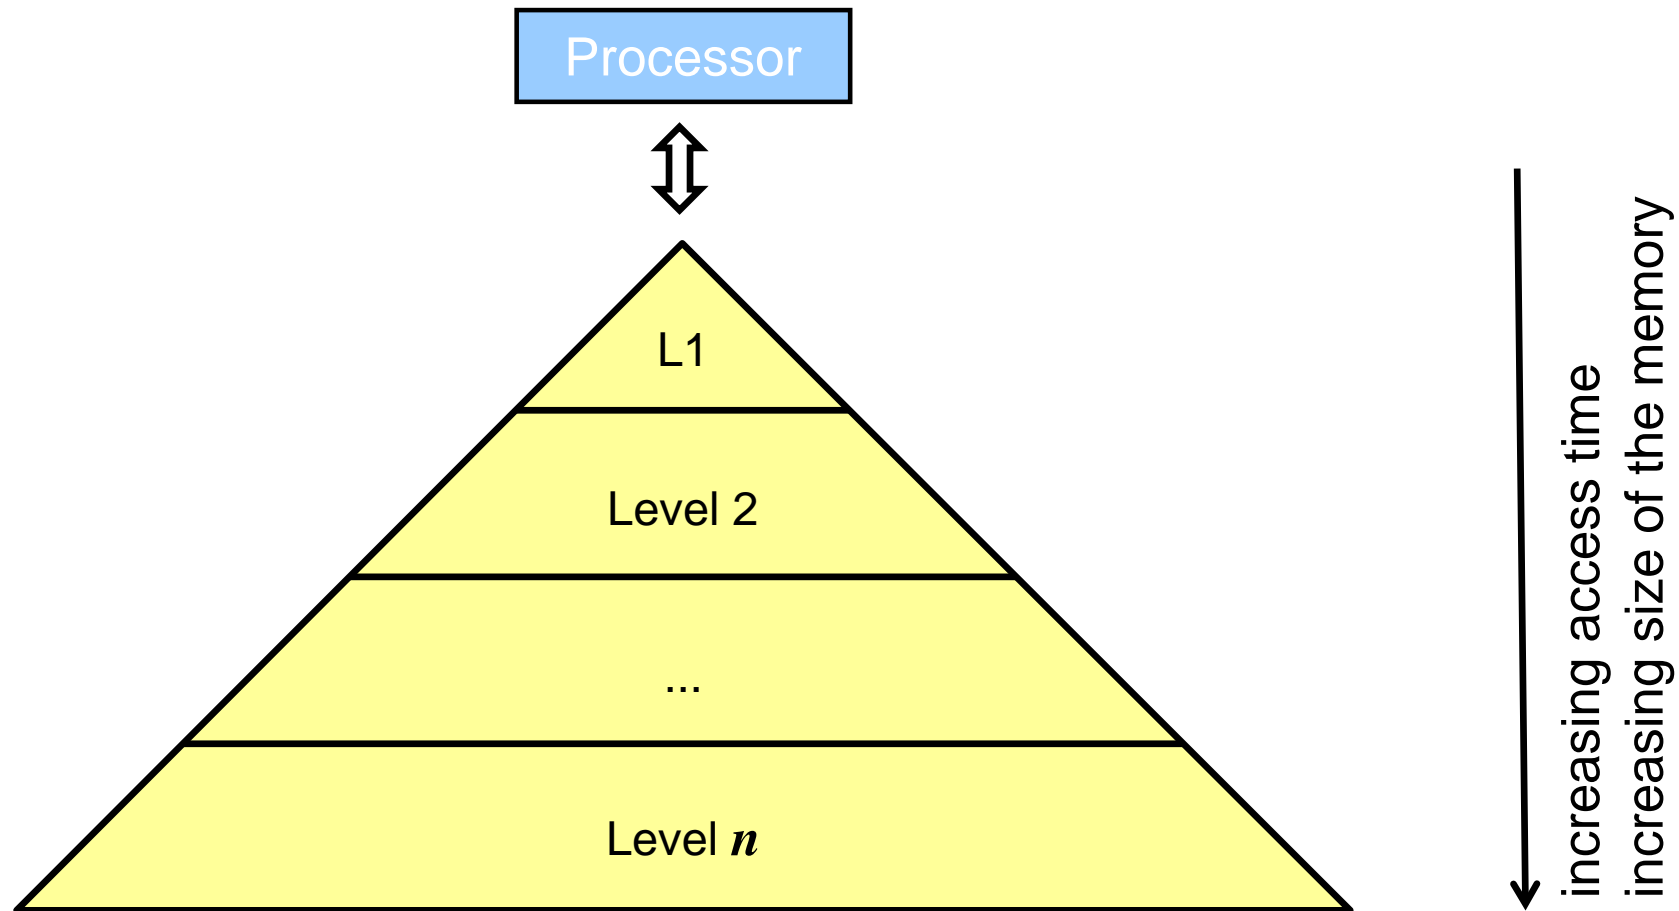 Processor
L1
Level 2
...
Level n
increasing access time
increasing size of the memory